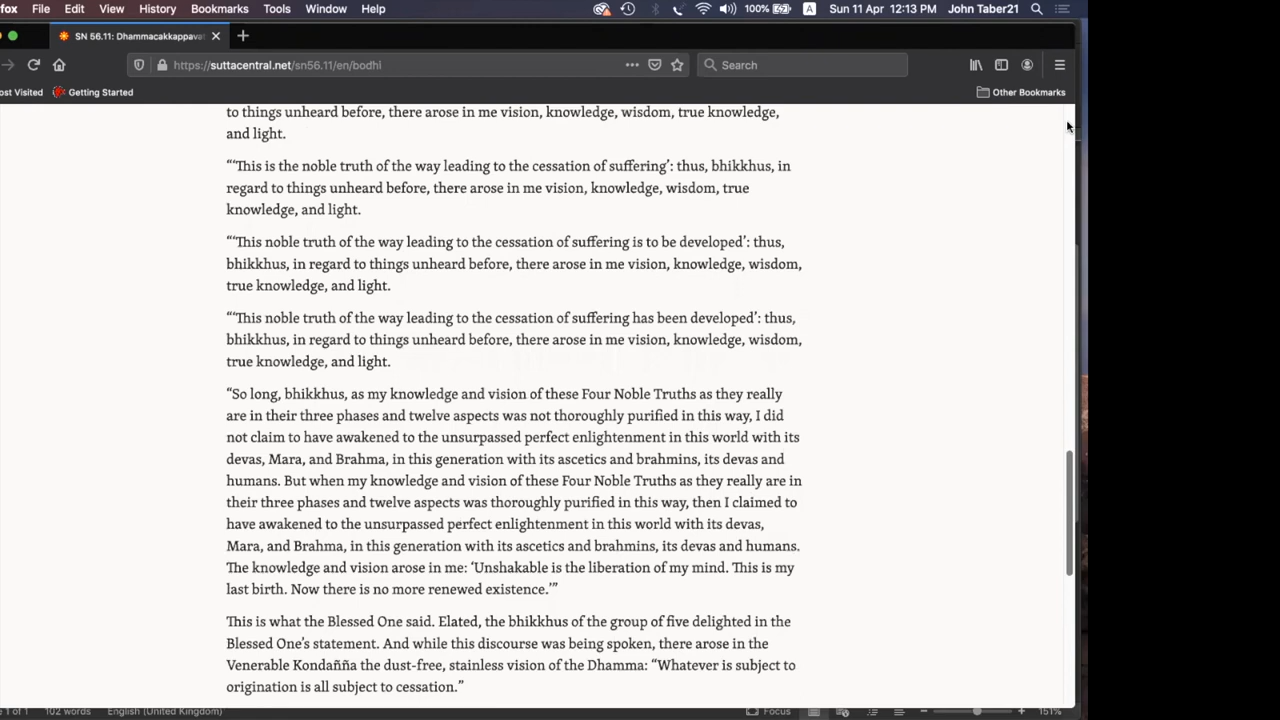 fox File Edit View History Bookmarks Tools Window Help 100% A Sun 11 Apr 12:13 PM John Taber21
SN 56.11: Dhammacakkappavat
https://suttacentral.net/sn56.11/en/bodhi Search
ost Visited Getting Started Other Bookmarks
to things unheard before, there arose in me vision, knowledge, wisdom, true knowledge,
and light.
“‘This is the noble truth of the way leading to the cessation of suffering’: thus, bhikkhus, in
regard to things unheard before, there arose in me vision, knowledge, wisdom, true
knowledge, and light.
“‘This noble truth of the way leading to the cessation of suffering is to be developed’: thus,
bhikkhus, in regard to things unheard before, there arose in me vision, knowledge, wisdom,
true knowledge, and light.
“‘This noble truth of the way leading to the cessation of suffering has been developed’: thus,
bhikkhus, in regard to things unheard before, there arose in me vision, knowledge, wisdom,
true knowledge, and light.
“So long, bhikkhus, as my knowledge and vision of these Four Noble Truths as they really
are in their three phases and twelve aspects was not thoroughly purified in this way, I did
not claim to have awakened to the unsurpassed perfect enlightenment in this world with its
devas, Mara, and Brahma, in this generation with its ascetics and brahmins, its devas and
humans. But when my knowledge and vision of these Four Noble Truths as they really are in
their three phases and twelve aspects was thoroughly purified in this way, then I claimed to
have awakened to the unsurpassed perfect enlightenment in this world with its devas,
Mara, and Brahma, in this generation with its ascetics and brahmins, its devas and humans.
The knowledge and vision arose in me: ‘Unshakable is the liberation of my mind. This is my
last birth. Now there is no more renewed existence.’”
This is what the Blessed One said. Elated, the bhikkhus of the group of five delighted in the
Blessed One’s statement. And while this discourse was being spoken, there arose in the
Venerable Kondañña the dust-free, stainless vision of the Dhamma: “Whatever is subject to
origination is all subject to cessation.”
1 of 1 102 words English (United Kingdom) Focus 151%